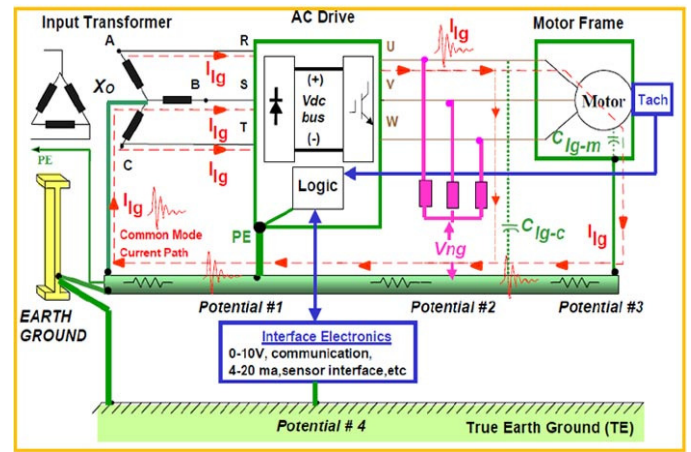 Input Transformer
AC Drive
Motor Frame
A
R
U
Ilg
Ilg
Xo
B
S
(+)
Vdc
bus
(-)
V
Motor
Tach
Ilg
T
W
C
Ilg
Clg-m
PE
Logic
Ilg
Common Mode
Current Path
PE
Vng
Clg-c
Ilg
EARTH
GROUND
Potential #1
Potential #2
Potential #3
Interface Electronics
0-10V, communication,
4-20 ma,sensor interface,etc
Potential # 4
True Earth Ground (TE)